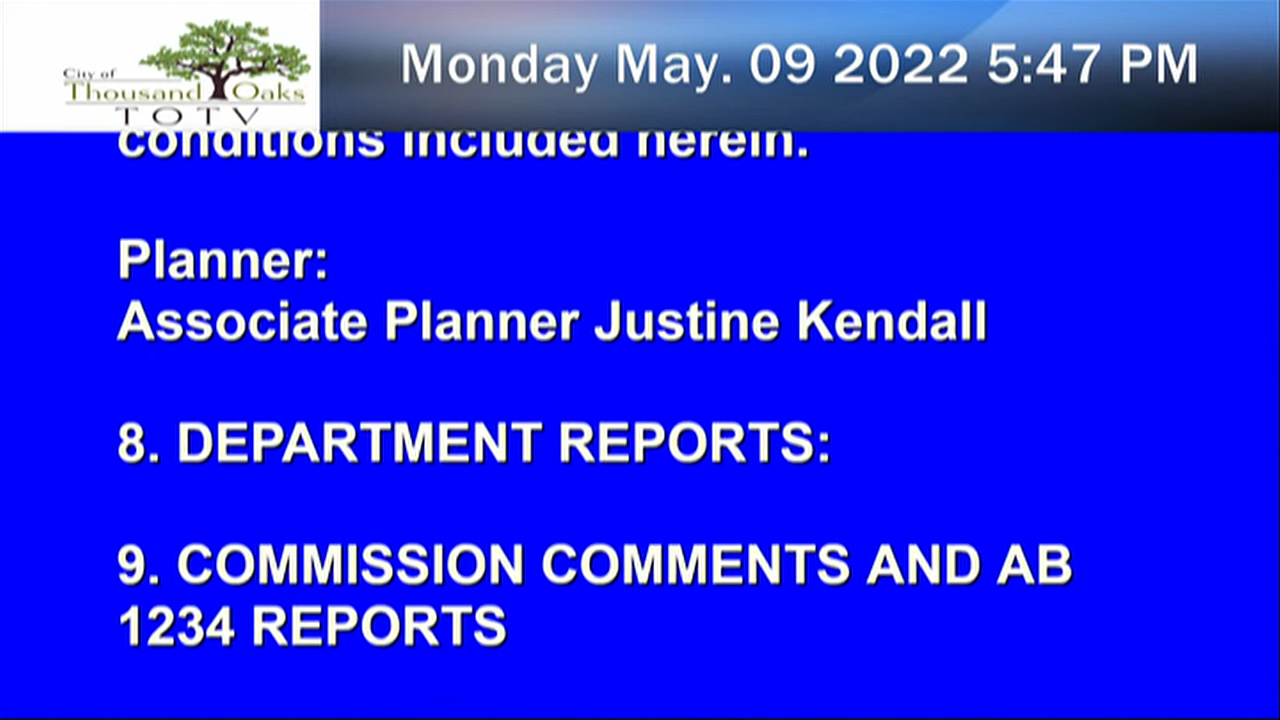 City of
Thousand Oaks
TOTV
Monday May. 09 2022 5:47 PM
conditions included herein.
Planner:
Associate Planner Justine Kendall
8. DEPARTMENT REPORTS:
9. COMMISSION COMMENTS AND AB
1234 REPORTS